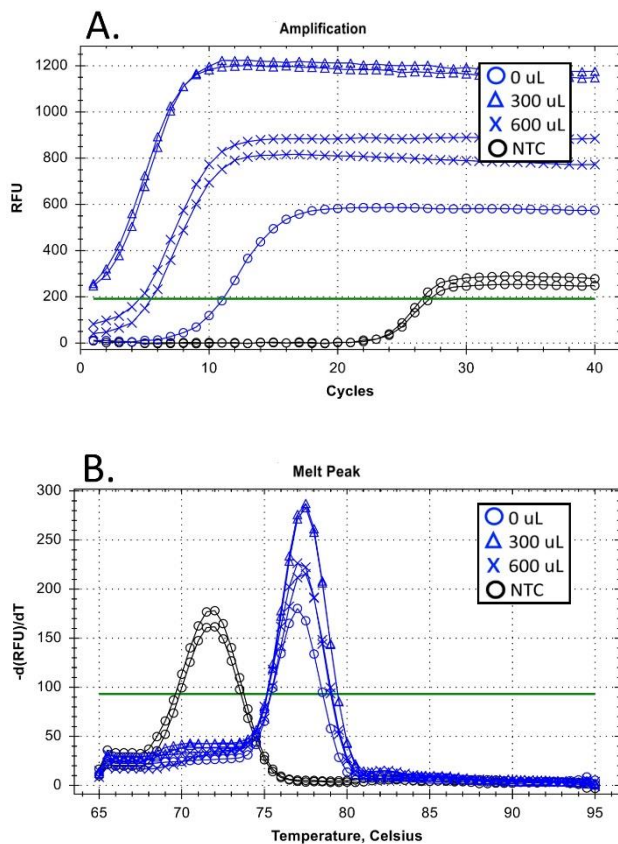 A.
Amplification
1200
1000
800
600
400
200
0
RFU
0 uL
300 uL
600 uL
NTC
0 10 20 30 40
Cycles
B.
Melt Peak
300
250
200
150
100
50
0
-d(RFU)/dT
0 uL
300 uL
600 uL
NTC
65 70 75 80 85 90 95
Temperature, Celsius